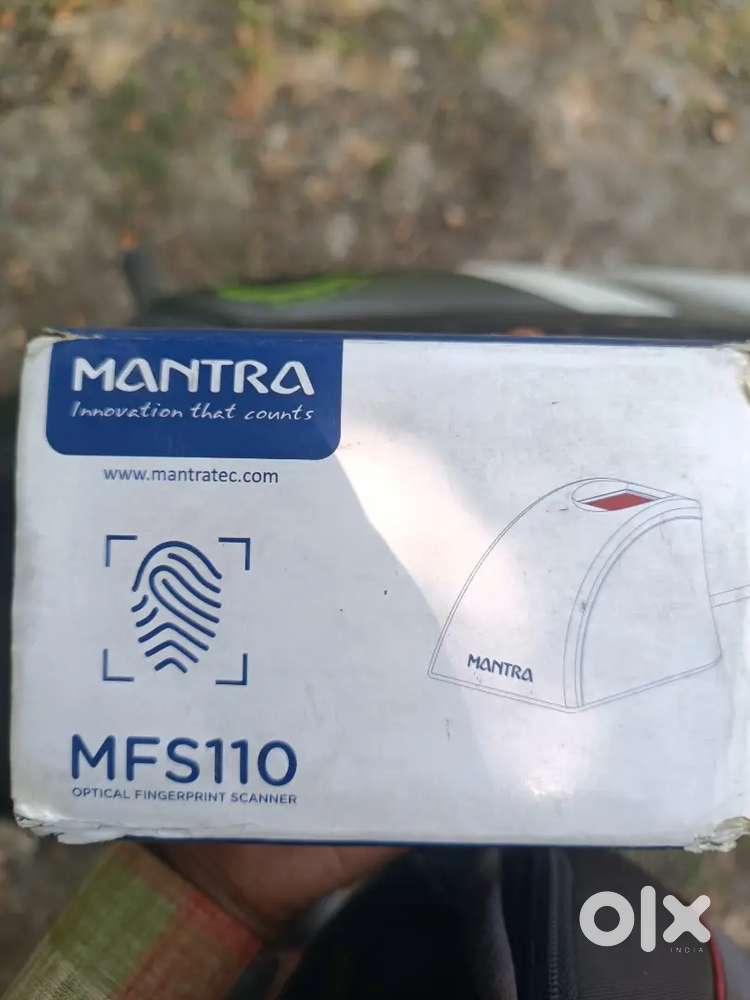 MANTRA
Innovation that counts
www.mantratec.com
MANTRA
MFS110
OPTICAL FINGERPRINT SCANNER
olx
INDIA